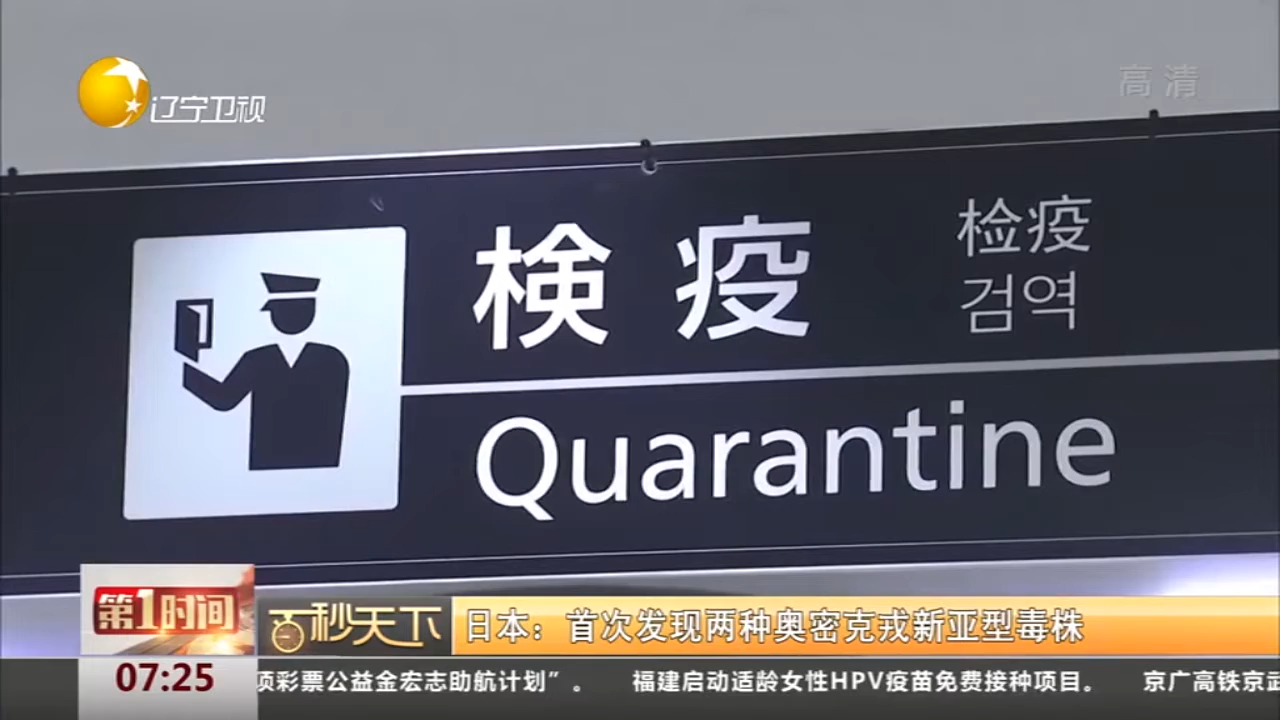 辽宁卫视
高清
検疫
检疫
검역
Quarantine
第1时间
百秒天下
日本：首次发现两种奥密克戎新亚型毒株
07:25
项彩票公益金宏志助航计划”。 福建启动适龄女性HPV疫苗免费接种项目。 京广高铁京武